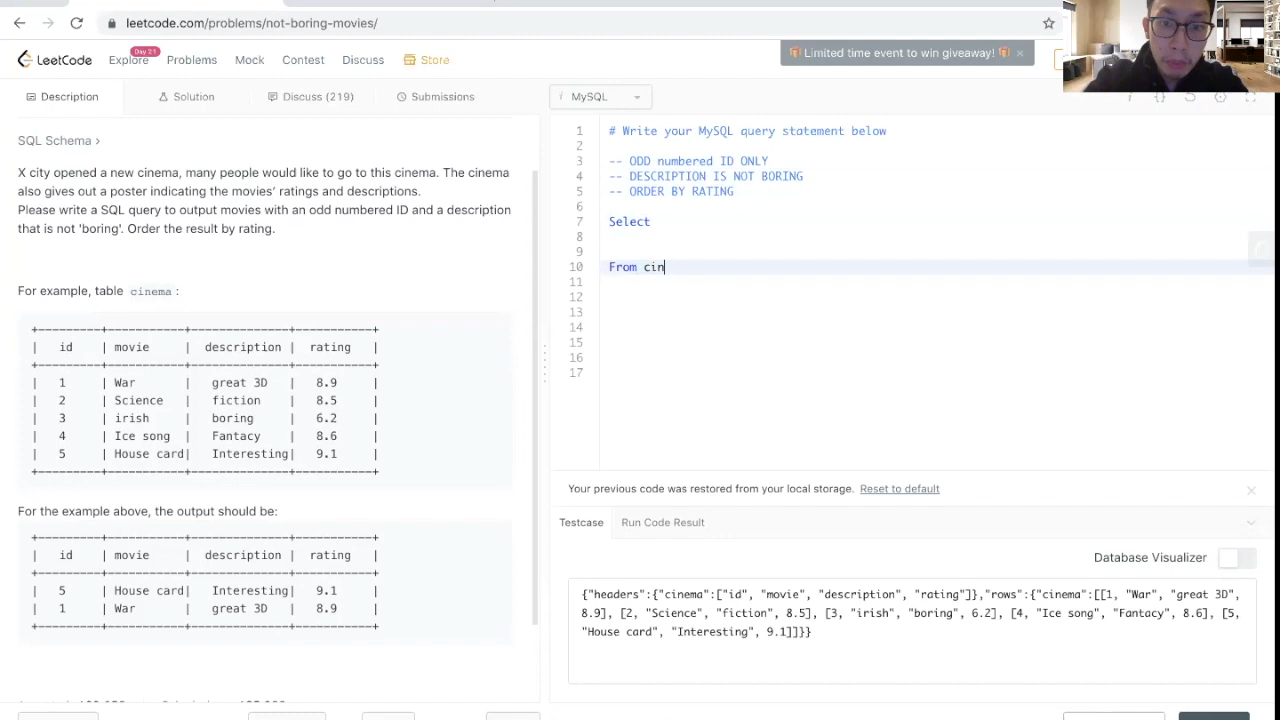 leetcode.com/problems/not-boring-movies/
LeetCode
Explore
Day 21
Problems
Mock
Contest
Discuss
Store
Limited time event to win giveaway! ×
Description
Solution
Discuss (219)
Submissions
i MySQL
SQL Schema >
X city opened a new cinema, many people would like to go to this cinema. The cinema
also gives out a poster indicating the movies' ratings and descriptions.
Please write a SQL query to output movies with an odd numbered ID and a description
that is not 'boring'. Order the result by rating.
For example, table cinema :
+---------+-----------+--------------+-----------+
| id | movie | description | rating |
+---------+-----------+--------------+-----------+
| 1 | War | great 3D | 8.9 |
| 2 | Science | fiction | 8.5 |
| 3 | irish | boring | 6.2 |
| 4 | Ice song | Fantacy | 8.6 |
| 5 | House card| Interesting| 9.1 |
+---------+-----------+--------------+-----------+
For the example above, the output should be:
+---------+-----------+--------------+-----------+
| id | movie | description | rating |
+---------+-----------+--------------+-----------+
| 5 | House card| Interesting| 9.1 |
| 1 | War | great 3D | 8.9 |
+---------+-----------+--------------+-----------+
1 # Write your MySQL query statement below
2
3 -- ODD numbered ID ONLY
4 -- DESCRIPTION IS NOT BORING
5 -- ORDER BY RATING
6
7 Select
8
9
10 From cin
11
12
13
14
15
16
17
Your previous code was restored from your local storage. Reset to default ×
Testcase
Run Code Result
Database Visualizer
{"headers":{"cinema":["id", "movie", "description", "rating"]},"rows":{"cinema":[[1, "War", "great 3D",
8.9], [2, "Science", "fiction", 8.5], [3, "irish", "boring", 6.2], [4, "Ice song", "Fantacy", 8.6], [5,
"House card", "Interesting", 9.1]]}}